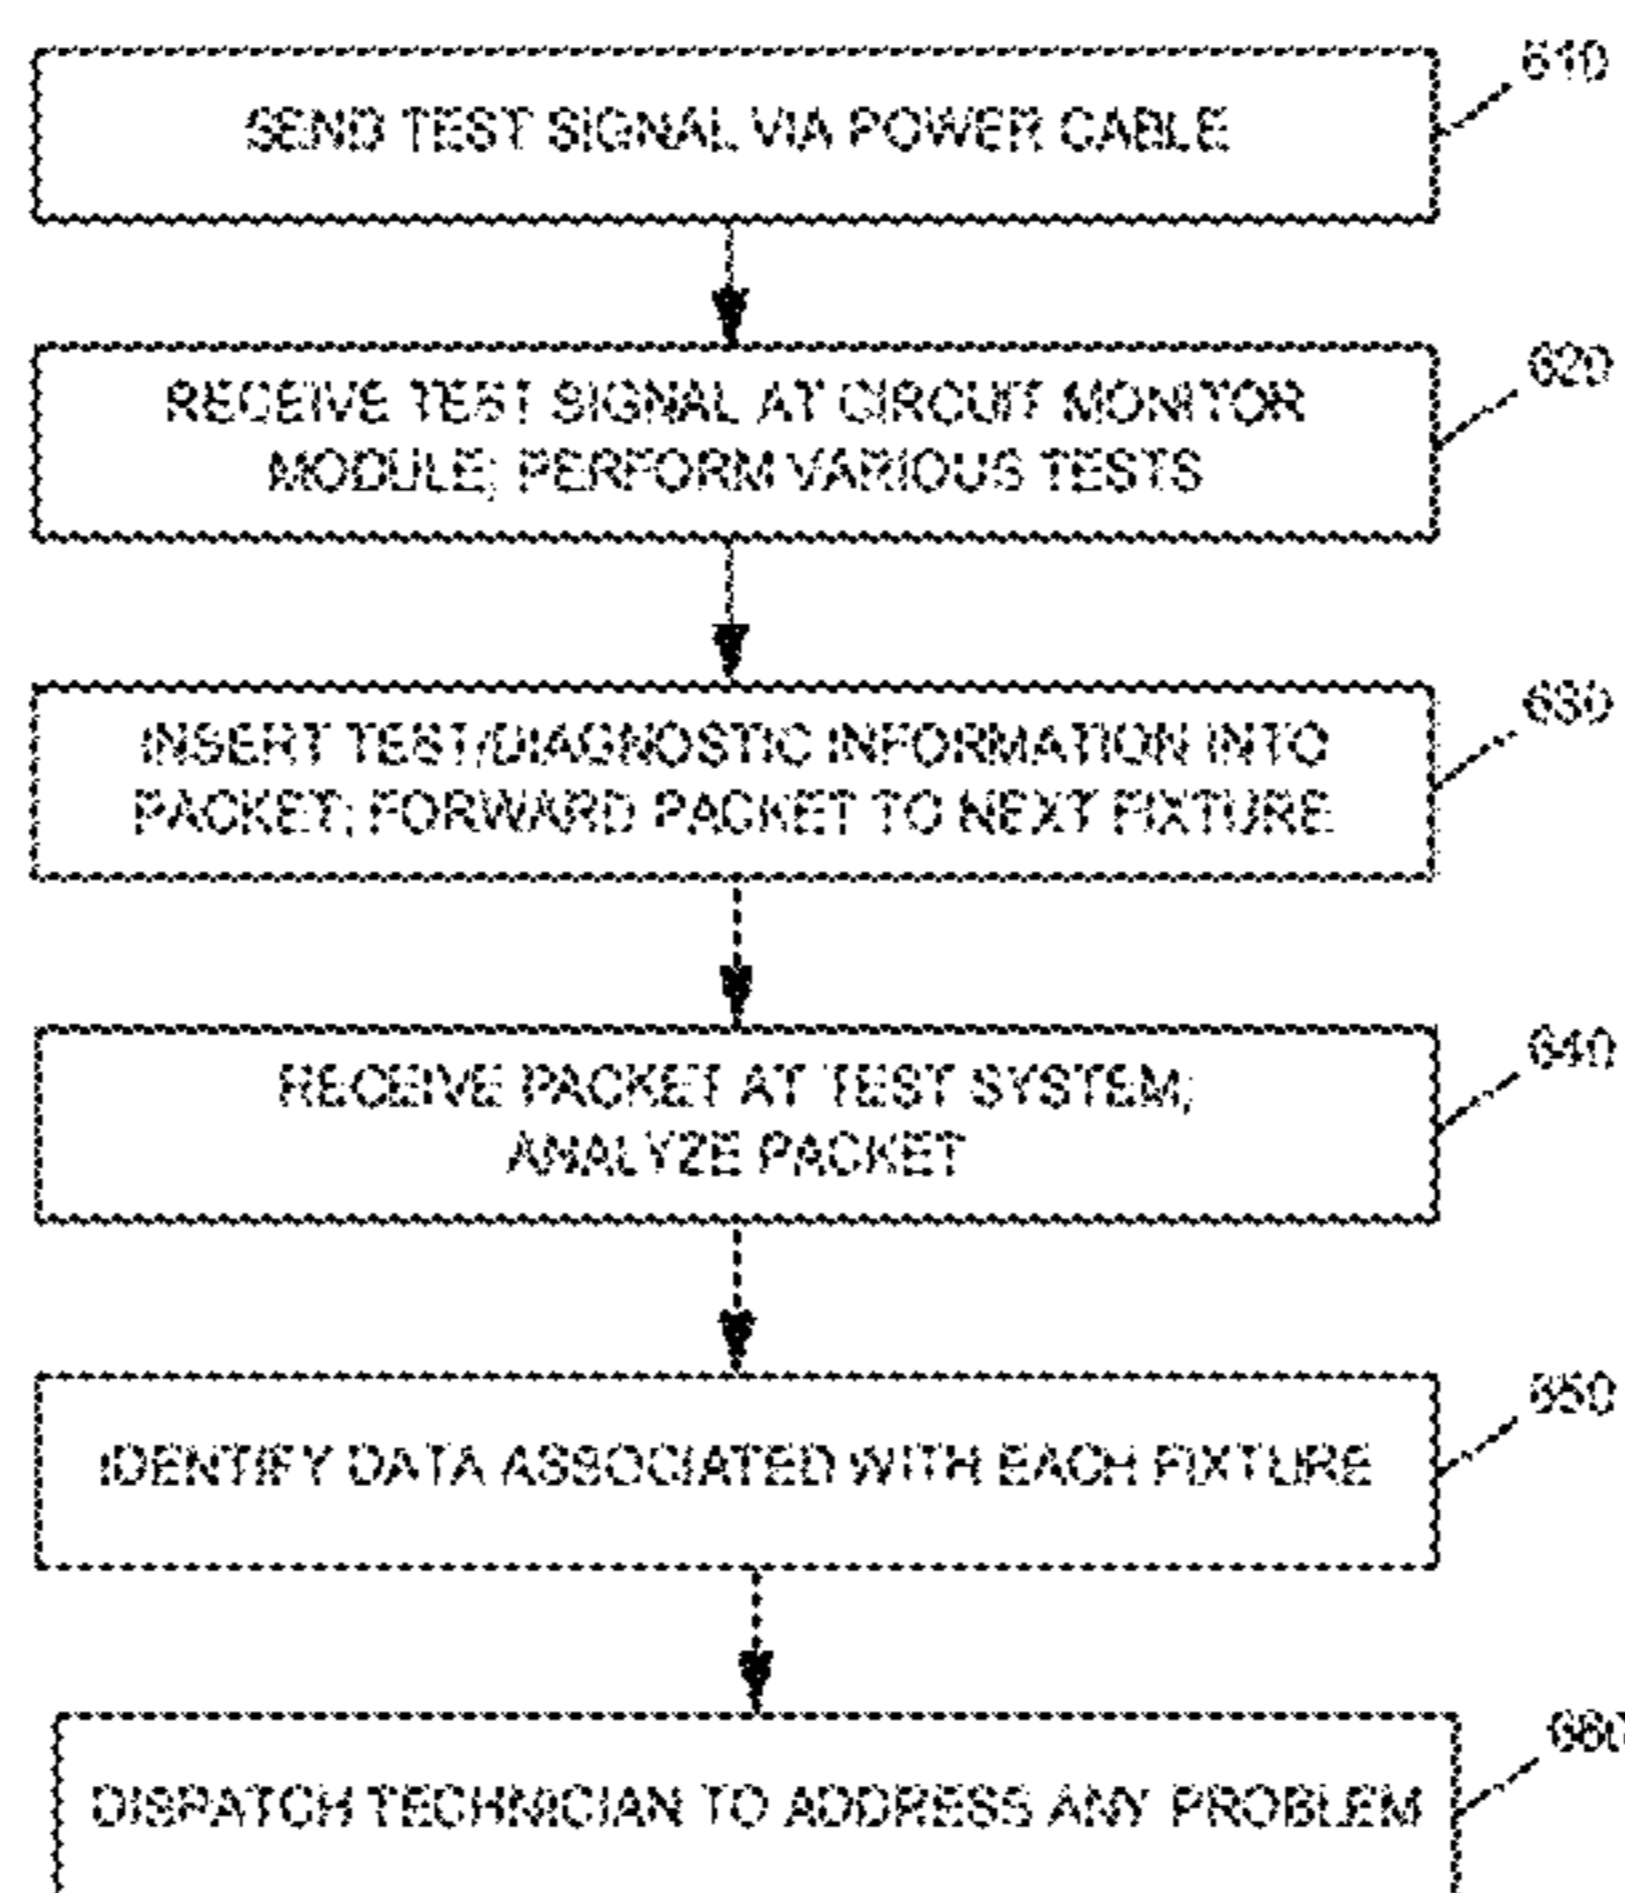 610
SEND TEST SIGNAL VIA POWER CABLE
620
RECEIVE TEST SIGNAL AT CIRCUIT MONITOR
MODULE; PERFORM VARIOUS TESTS
630
INSERT TEST/DIAGNOSTIC INFORMATION INTO
PACKET; FORWARD PACKET TO NEXT FIXTURE
640
RECEIVE PACKET AT TEST SYSTEM;
ANALYZE PACKET
650
IDENTIFY DATA ASSOCIATED WITH EACH FIXTURE
660
DISPATCH TECHNICIAN TO ADDRESS ANY PROBLEM